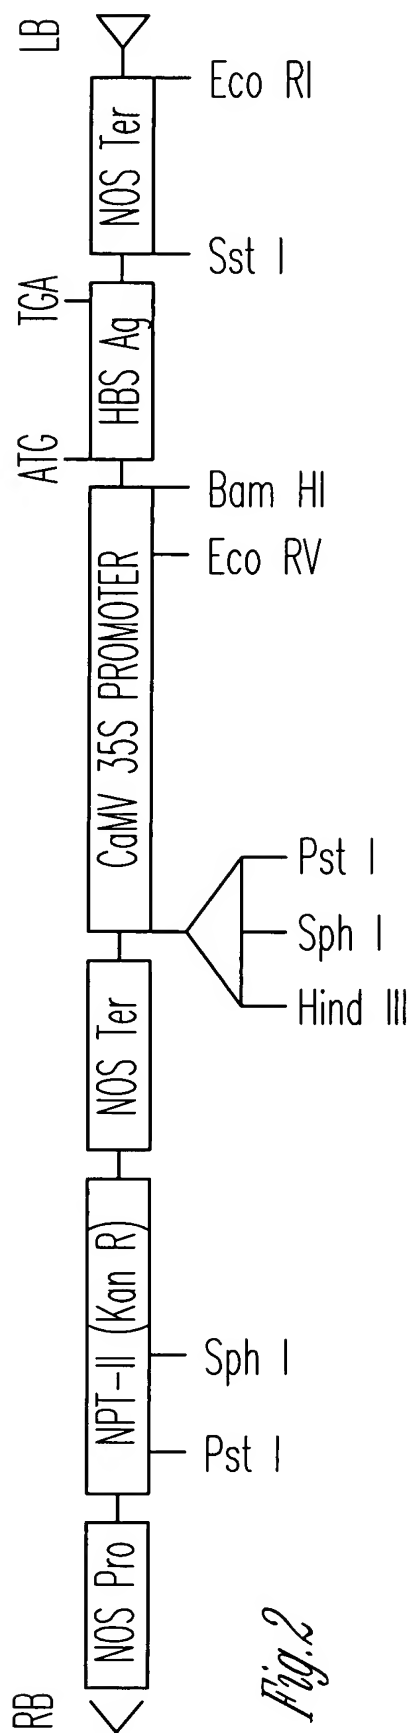 LB
Eco RI
NOS Ter
Sst I
TGA
HBS Ag
ATG
Bam HI
Eco RV
CaMV 35S PROMOTER
Pst I
Sph I
Hind III
NOS Ter
NPT-II (Kan R)
Sph I
Pst I
NOS Pro
RB
Fig.2